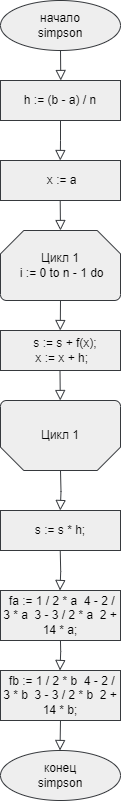 начало
simpson
h := (b - a) / n
x := a
Цикл 1
i := 0 to n - 1 do
s := s + f(x);
x := x + h;
Цикл 1
s := s * h;
fa := 1 / 2 * a  4 - 2 /
3 * a  3 - 3 / 2 * a  2 +
14 * a;
fb := 1 / 2 * b  4 - 2 /
3 * b  3 - 3 / 2 * b  2 +
14 * b;
конец
simpson